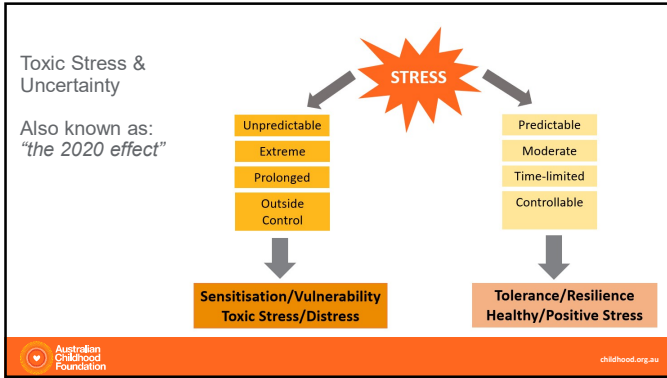 Toxic Stress &
Uncertainty
Also known as:
“the 2020 effect”
STRESS
Unpredictable
Extreme
Prolonged
Outside
Control
Sensitisation/Vulnerability
Toxic Stress/Distress
Predictable
Moderate
Time-limited
Controllable
Tolerance/Resilience
Healthy/Positive Stress
Australian
Childhood
Foundation
childhood.org.au